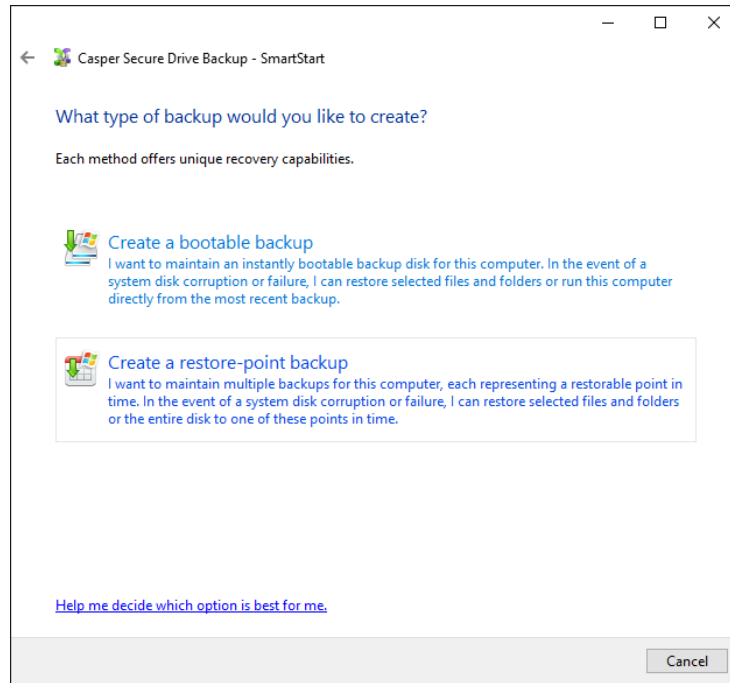 Casper Secure Drive Backup - SmartStart
What type of backup would you like to create?
Each method offers unique recovery capabilities.
Create a bootable backup
I want to maintain an instantly bootable backup disk for this computer. In the event of a
system disk corruption or failure, I can restore selected files and folders or run this computer
directly from the most recent backup.
Create a restore-point backup
I want to maintain multiple backups for this computer, each representing a restorable point in
time. In the event of a system disk corruption or failure, I can restore selected files and folders
or the entire disk to one of these points in time.
Help me decide which option is best for me.
Cancel